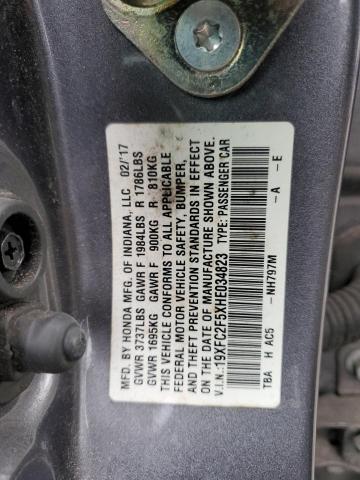 MFD. BY HONDA MFG. OF INDIANA, LLC 02/'17
GVWR 3737LBS GAWR F 1984LBS R 1786LBS
GVWR 1695KG GAWR F 900KG R 810KG
THIS VEHICLE CONFORMS TO ALL APPLICABLE
FEDERAL MOTOR VEHICLE SAFETY, BUMPER,
AND THEFT PREVENTION STANDARDS IN EFFECT
ON THE DATE OF MANUFACTURE SHOWN ABOVE.
V.I.N.:19XFC2F5XHE034823 TYPE: PASSENGER CAR
TBA H AC5 -NH797M -A -E